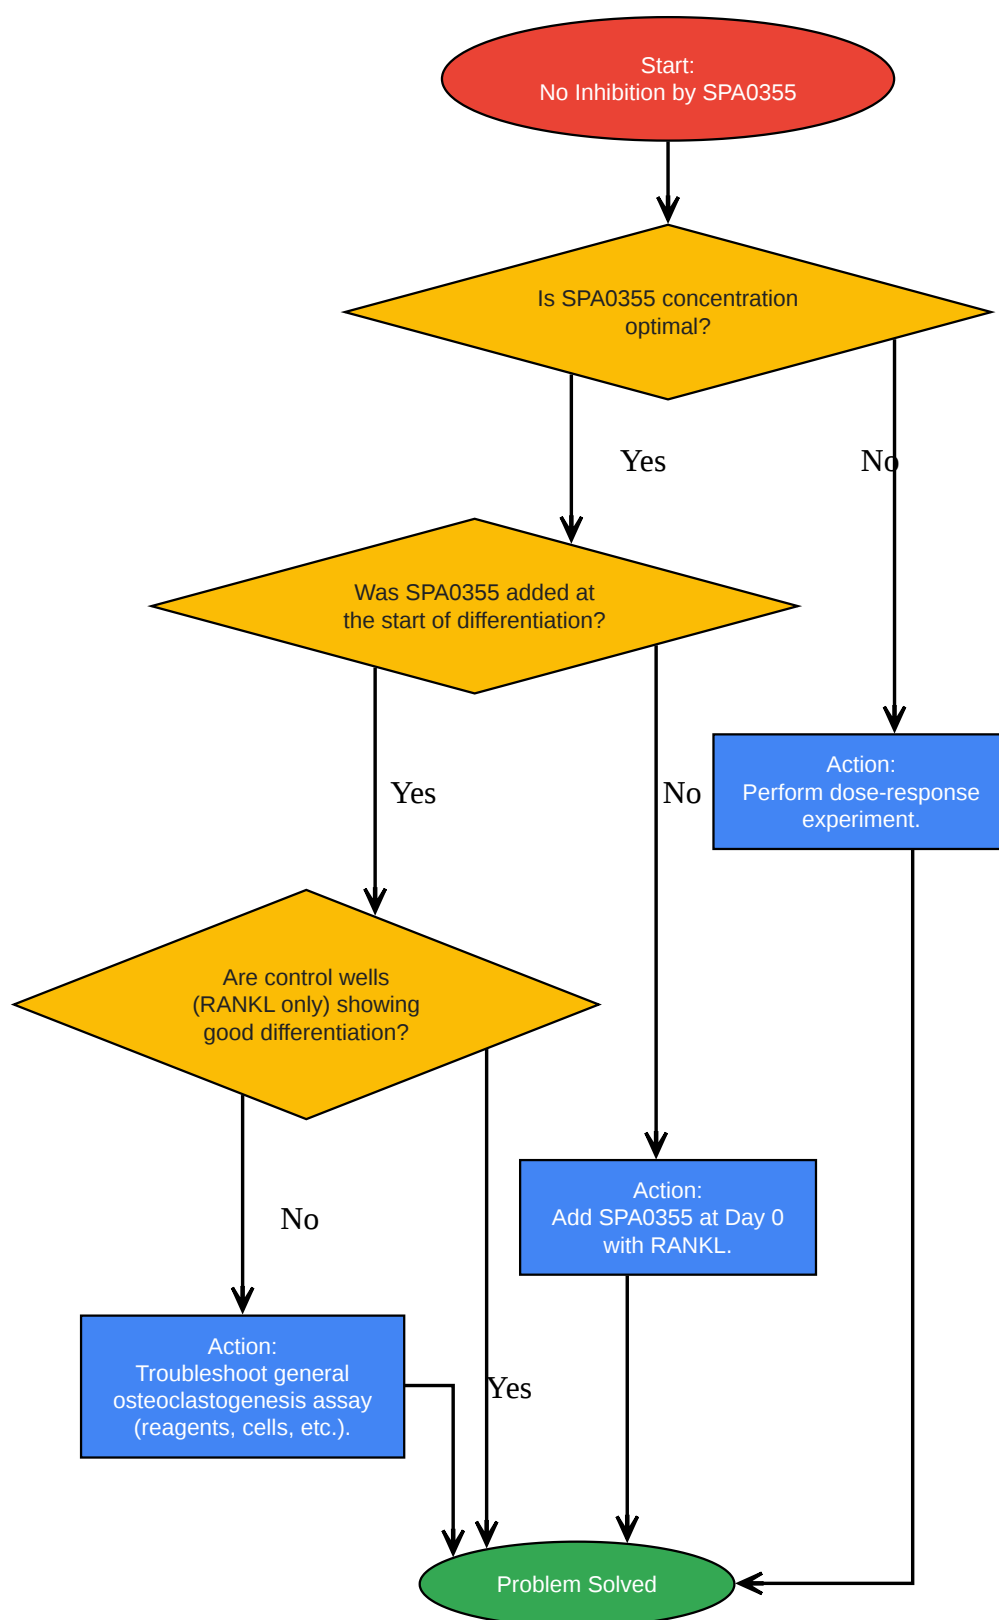 Start:
No Inhibition by SPA0355
Is SPA0355 concentration
optimal?
Yes
No
Was SPA0355 added at
the start of differentiation?
Action:
Perform dose-response
experiment.
Yes
No
Are control wells
(RANKL only) showing
good differentiation?
Action:
Add SPA0355 at Day 0
with RANKL.
No
Action:
Troubleshoot general
osteoclastogenesis assay
(reagents, cells, etc.).
Yes
Problem Solved